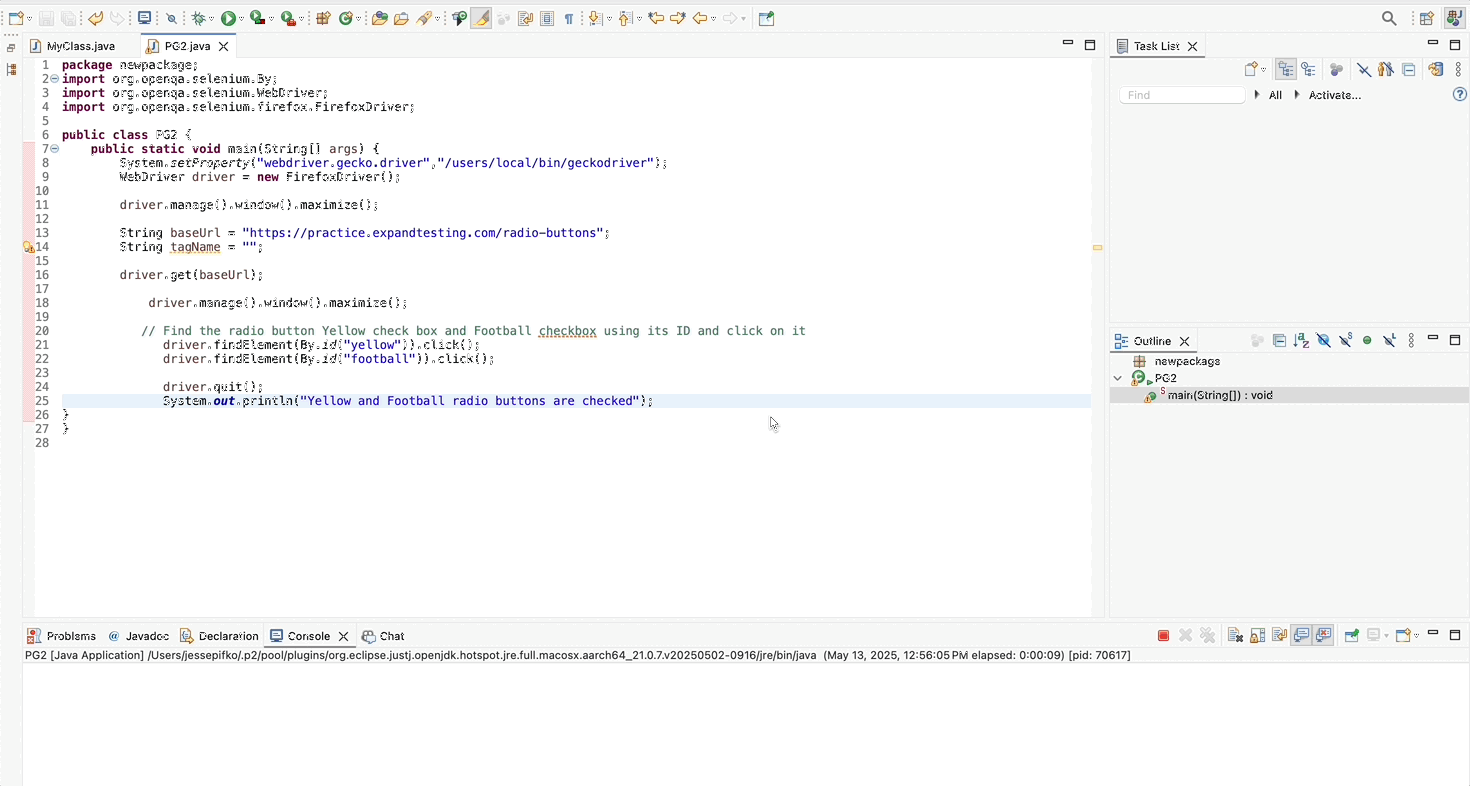 MyClass.java
PG2.java
1 package newpackage;
2 import org.openqa.selenium.By;
3 import org.openqa.selenium.WebDriver;
4 import org.openqa.selenium.firefox.FirefoxDriver;
5
6 public class PG2 {
7 public static void main(String[] args) {
8 System.setProperty("webdriver.gecko.driver","/users/local/bin/geckodriver");
9 WebDriver driver = new FirefoxDriver();
10
11 driver.manage().window().maximize();
12
13 String baseUrl = "https://practice.expandtesting.com/radio-buttons";
14 String tagName = "";
15
16 driver.get(baseUrl);
17
18 driver.manage().window().maximize();
19
20 // Find the radio button Yellow check box and Football checkbox using its ID and click on it
21 driver.findElement(By.id("yellow")).click();
22 driver.findElement(By.id("football")).click();
23
24 driver.quit();
25 System.out.println("Yellow and Football radio buttons are checked");
26 }
27 }
28
Task List
Find
All
Activate...
Outline
newpackage
PG2
main(String[]) : void
Problems
Javadoc
Declaration
Console
Chat
PG2 [Java Application] /Users/jessepifko/.p2/pool/plugins/org.eclipse.justj.openjdk.hotspot.jre.full.macosx.aarch64_21.0.7.v20250502-0916/jre/bin/java (May 13, 2025, 12:56:05 PM elapsed: 0:00:09) [pid: 70617]